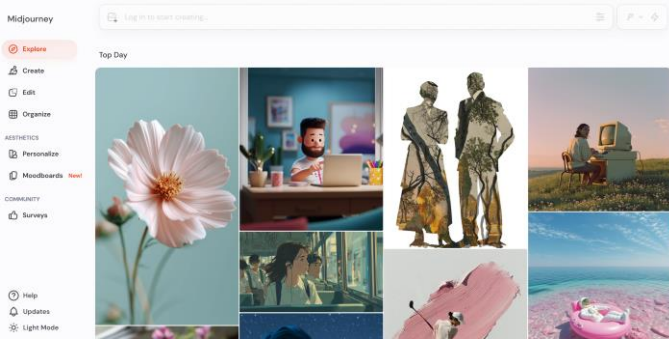 Midjourney
Log in to start creating...
Explore
Create
Edit
Organize
AESTHETICS
Personalize
Moodboards New!
COMMUNITY
Surveys
Help
Updates
Light Mode
Top Day